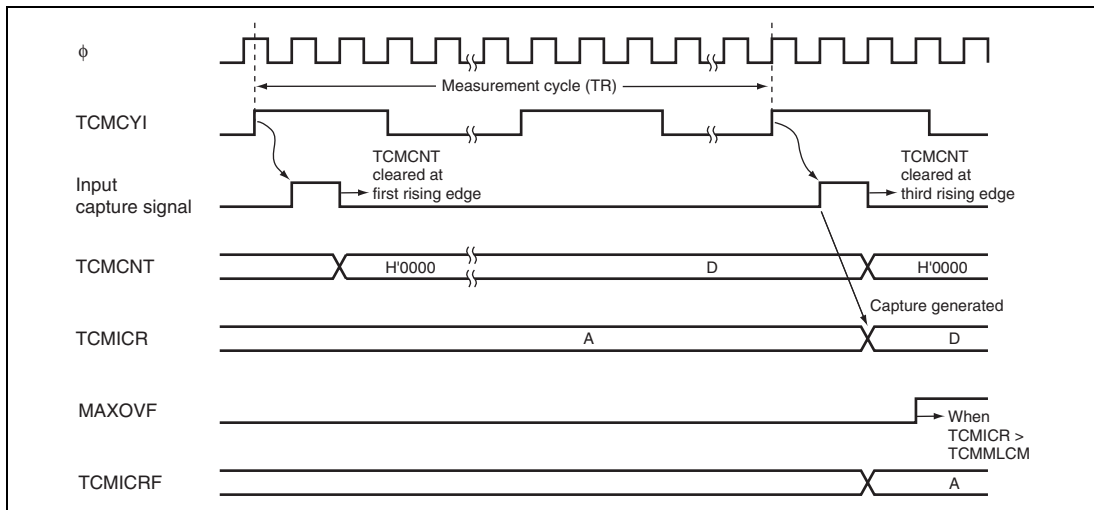 ϕ
Measurement cycle (TR)
TCMCYI
TCMCNT
cleared at
first rising edge
TCMCNT
cleared at
third rising edge
Input
capture signal
TCMCNT
H'0000
D
H'0000
Capture generated
TCMICR
A
D
MAXOVF
When
TCMICR >
TCMMLCM
TCMICRF
A